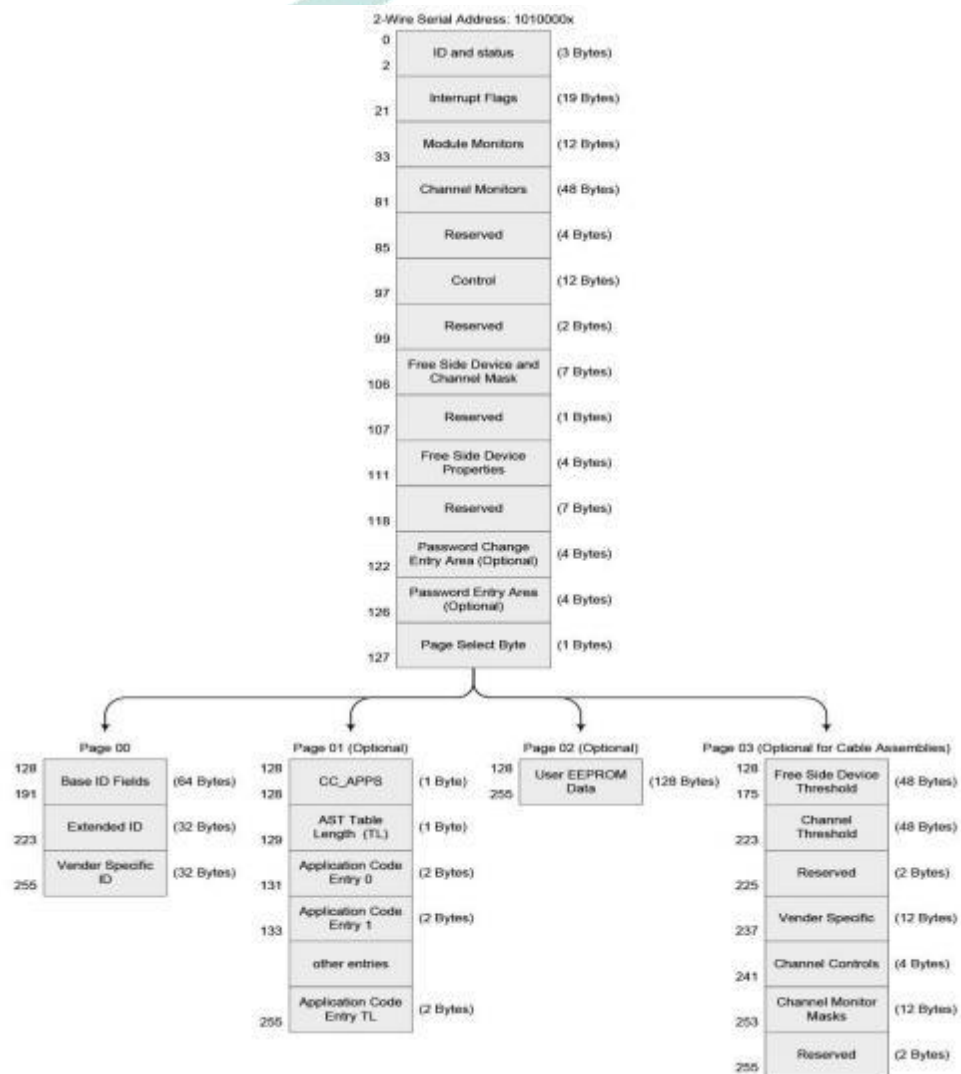 2-Wire Serial Address: 1010000x
0
ID and status
(3 Bytes)
2
Interrupt Flags
(19 Bytes)
21
Module Monitors
(12 Bytes)
33
Channel Monitors
(48 Bytes)
81
Reserved
(4 Bytes)
85
Control
(12 Bytes)
97
Reserved
(2 Bytes)
99
Free Side Device and
Channel Mask
(7 Bytes)
106
Reserved
(1 Bytes)
107
Free Side Device
Properties
(4 Bytes)
111
Reserved
(7 Bytes)
118
Password Change
Entry Area (Optional)
(4 Bytes)
122
Password Entry Area
(Optional)
(4 Bytes)
126
Page Select Byte
(1 Bytes)
127
Page 00
128
Base ID Fields
(64 Bytes)
191
Extended ID
(32 Bytes)
223
Vender Specific
ID
(32 Bytes)
255
Page 01 (Optional)
128
CC_APPS
(1 Byte)
128
AST Table
Length (TL)
(1 Byte)
129
Application Code
Entry 0
(2 Bytes)
131
Application Code
Entry 1
(2 Bytes)
133
other entries
Application Code
Entry TL
(2 Bytes)
255
Page 02 (Optional)
128
User EEPROM
Data
(128 Bytes)
255
Page 03 (Optional for Cable Assemblies)
128
Free Side Device
Threshold
(48 Bytes)
175
Channel
Threshold
(48 Bytes)
223
Reserved
(2 Bytes)
225
Vender Specific
(12 Bytes)
237
Channel Controls
(4 Bytes)
241
Channel Monitor
Masks
(12 Bytes)
253
Reserved
(2 Bytes)
255